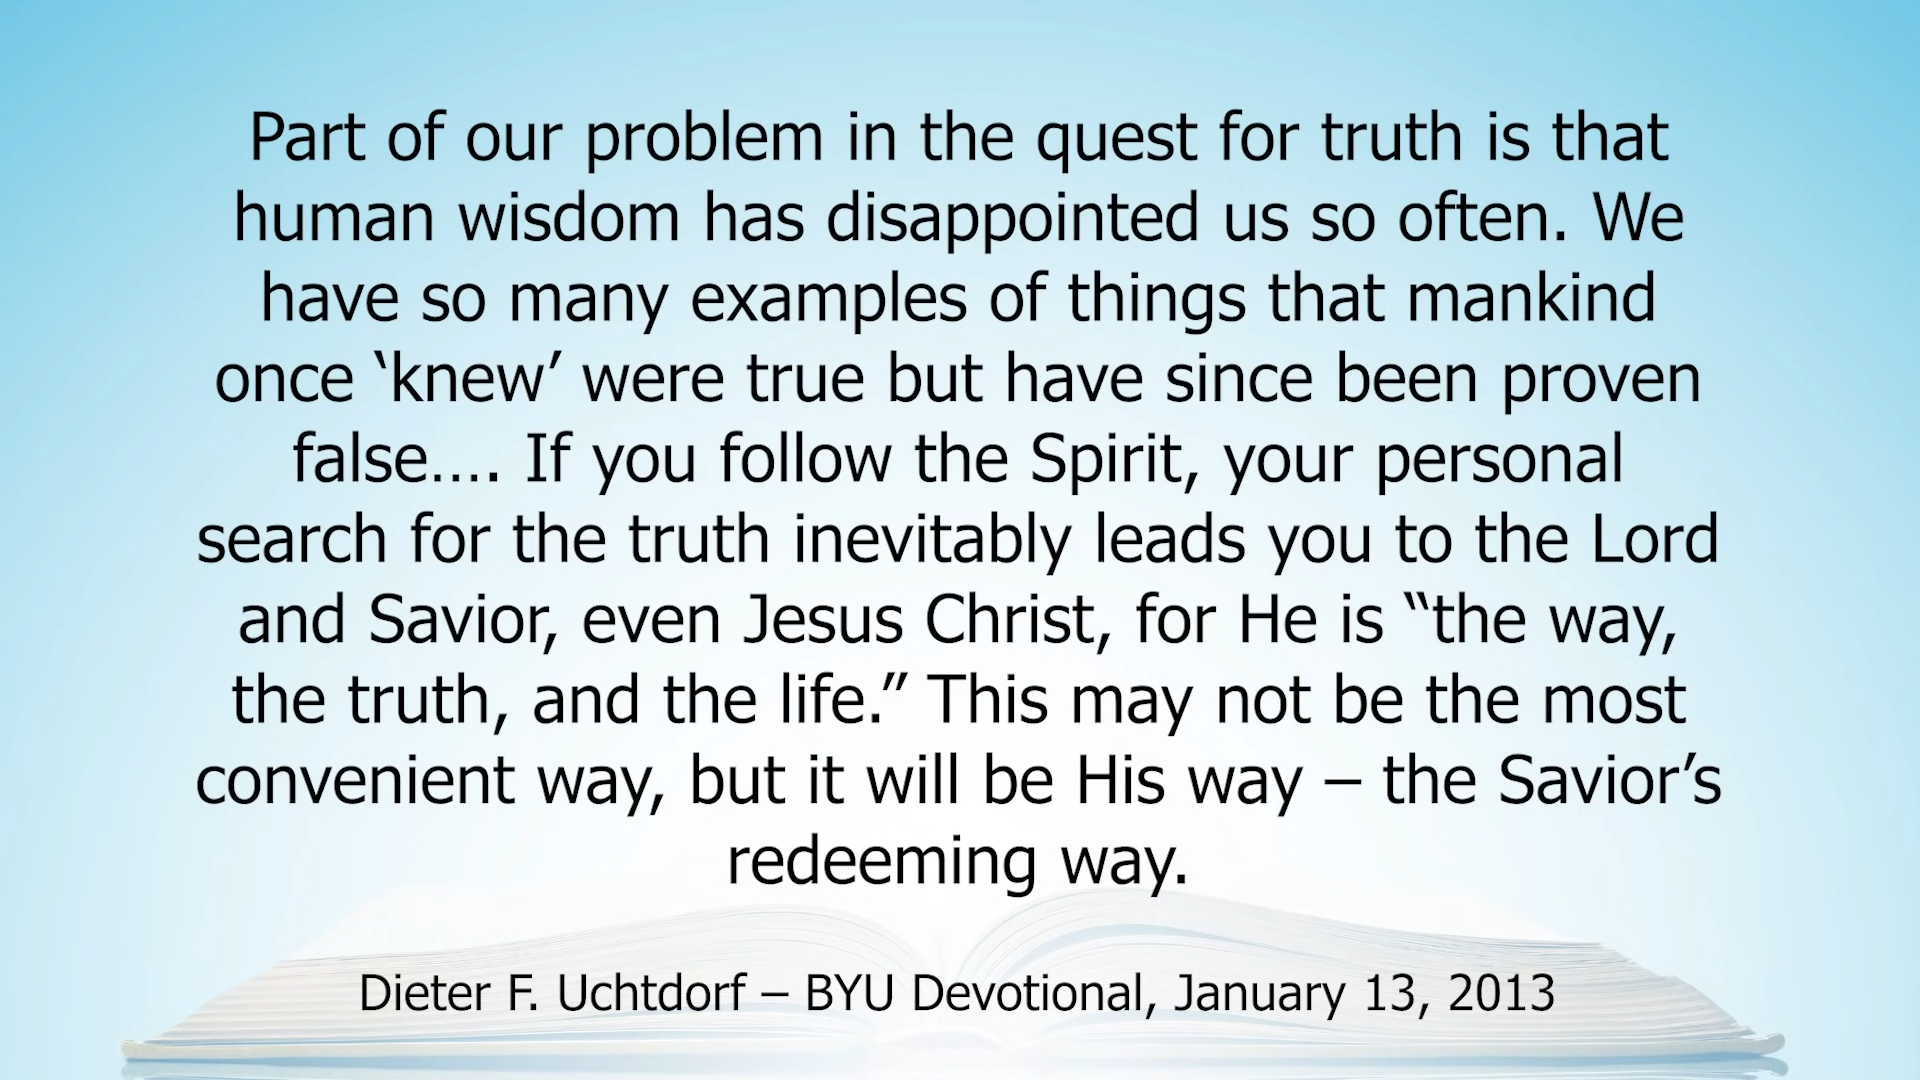 Part of our problem in the quest for truth is that
human wisdom has disappointed us so often. We
have so many examples of things that mankind
once ‘knew’ were true but have since been proven
false…. If you follow the Spirit, your personal
search for the truth inevitably leads you to the Lord
and Savior, even Jesus Christ, for He is “the way,
the truth, and the life.” This may not be the most
convenient way, but it will be His way – the Savior’s
redeeming way.
Dieter F. Uchtdorf – BYU Devotional, January 13, 2013